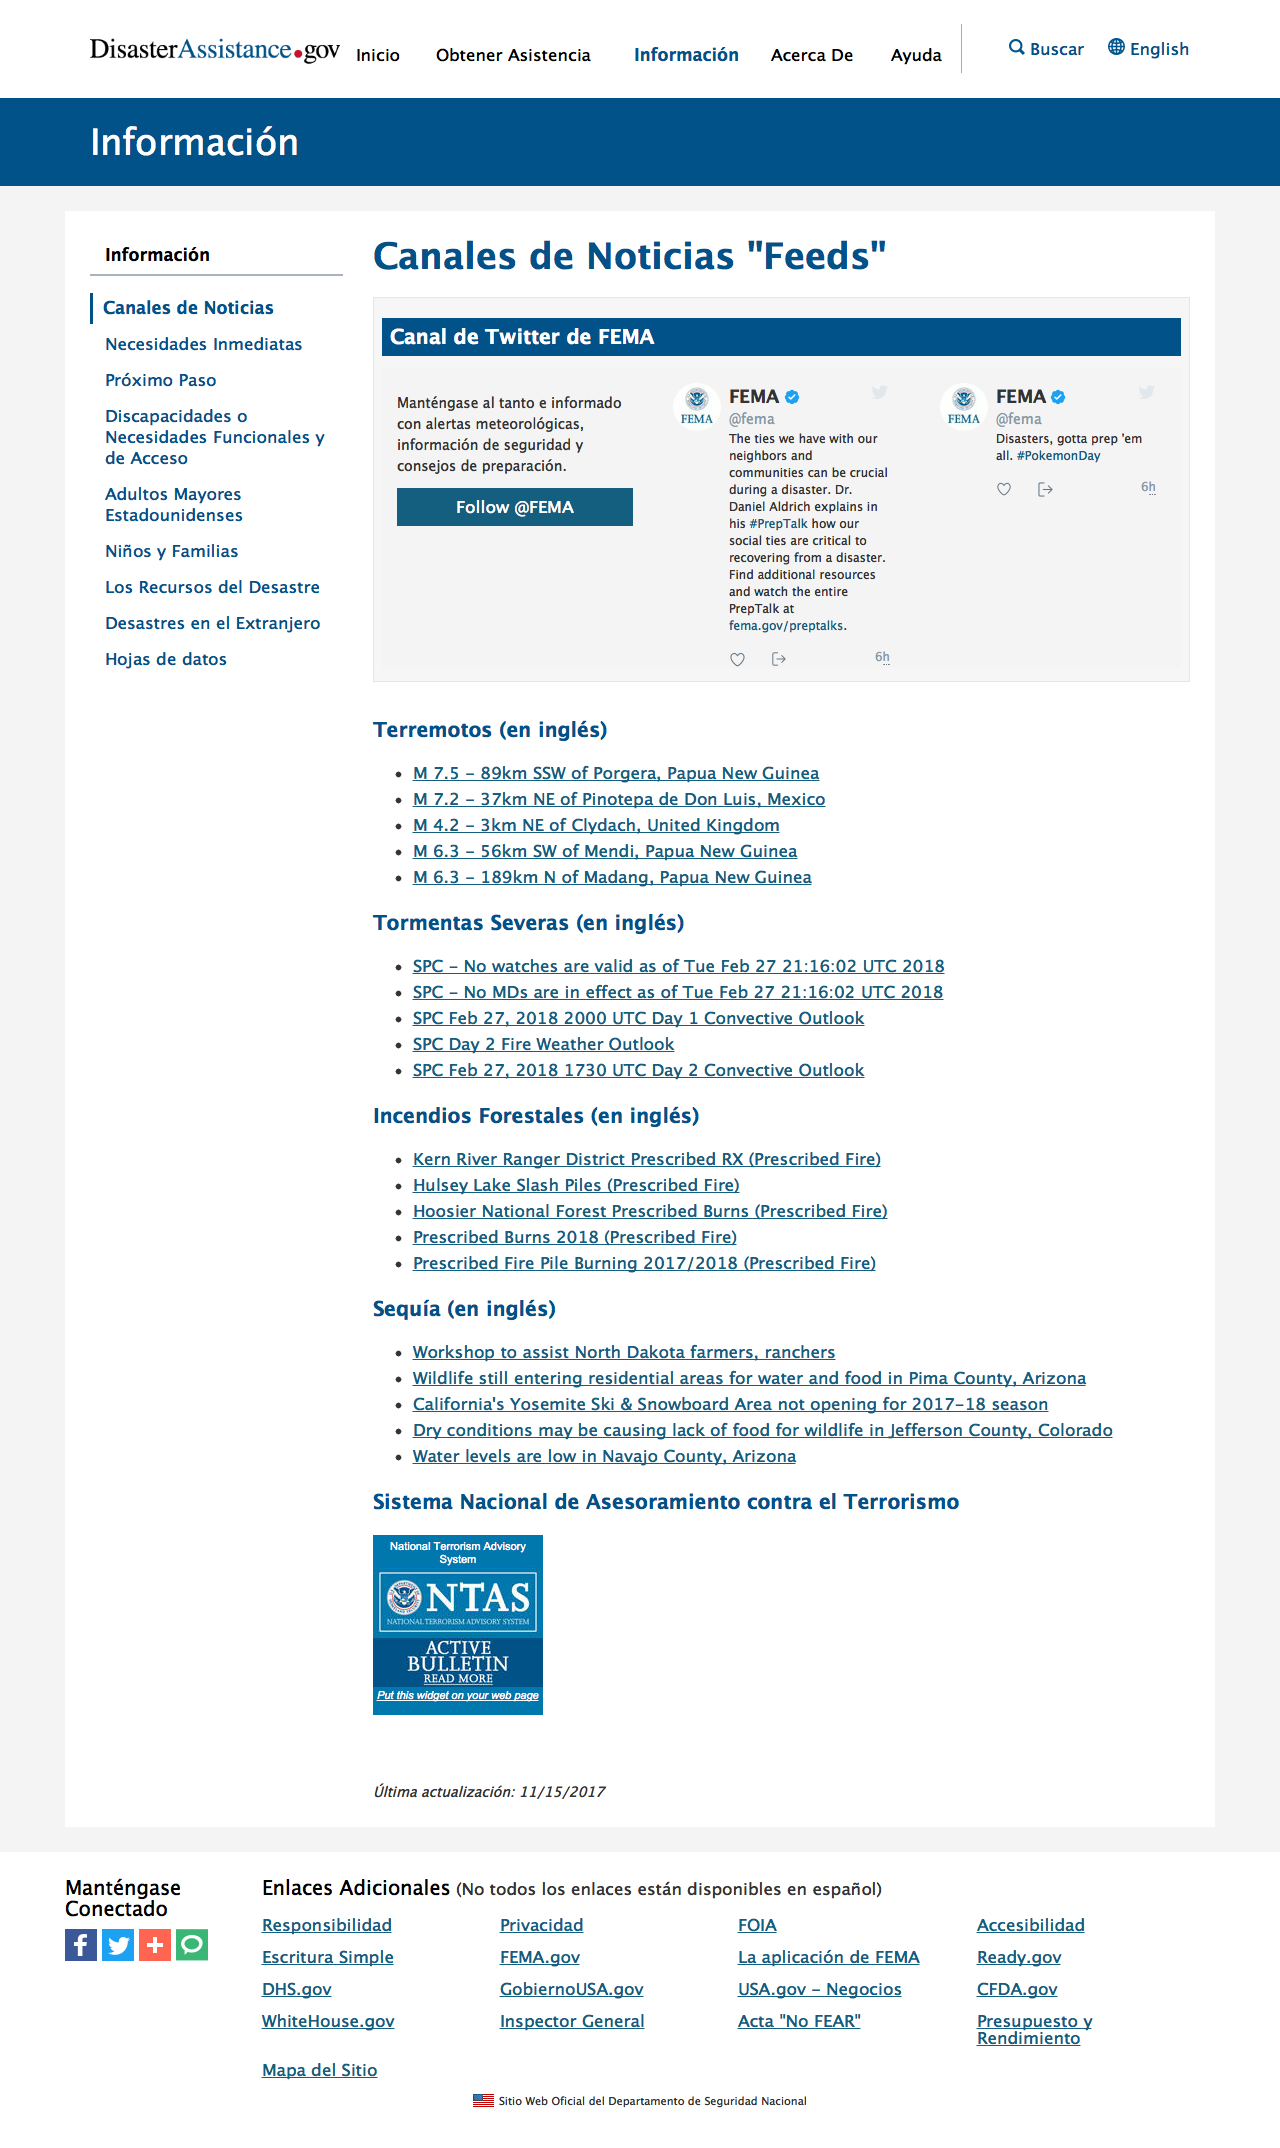 DisasterAssistance.gov
Inicio
Obtener Asistencia
Información
Acerca De
Ayuda
Buscar
English
Información
Información
Canales de Noticias
Necesidades Inmediatas
Próximo Paso
Discapacidades o
Necesidades Funcionales y
de Acceso
Adultos Mayores
Estadounidenses
Niños y Familias
Los Recursos del Desastre
Desastres en el Extranjero
Hojas de datos
Canales de Noticias "Feeds"
Canal de Twitter de FEMA
Manténgase al tanto e informado
con alertas meteorológicas,
información de seguridad y
consejos de preparación.
Follow @FEMA
FEMA
FEMA
@fema
The ties we have with our
neighbors and
communities can be crucial
during a disaster. Dr.
Daniel Aldrich explains in
his #PrepTalk how our
social ties are critical to
recovering from a disaster.
Find additional resources
and watch the entire
PrepTalk at
fema.gov/preptalks.
6h
FEMA
FEMA
@fema
Disasters, gotta prep 'em
all. #PokemonDay
6h
Terremotos (en inglés)
M 7.5 - 89km SSW of Porgera, Papua New Guinea
M 7.2 - 37km NE of Pinotepa de Don Luis, Mexico
M 4.2 - 3km NE of Clydach, United Kingdom
M 6.3 - 56km SW of Mendi, Papua New Guinea
M 6.3 - 189km N of Madang, Papua New Guinea
Tormentas Severas (en inglés)
SPC - No watches are valid as of Tue Feb 27 21:16:02 UTC 2018
SPC - No MDs are in effect as of Tue Feb 27 21:16:02 UTC 2018
SPC Feb 27, 2018 2000 UTC Day 1 Convective Outlook
SPC Day 2 Fire Weather Outlook
SPC Feb 27, 2018 1730 UTC Day 2 Convective Outlook
Incendios Forestales (en inglés)
Kern River Ranger District Prescribed RX (Prescribed Fire)
Hulsey Lake Slash Piles (Prescribed Fire)
Hoosier National Forest Prescribed Burns (Prescribed Fire)
Prescribed Burns 2018 (Prescribed Fire)
Prescribed Fire Pile Burning 2017/2018 (Prescribed Fire)
Sequía (en inglés)
Workshop to assist North Dakota farmers, ranchers
Wildlife still entering residential areas for water and food in Pima County, Arizona
California's Yosemite Ski & Snowboard Area not opening for 2017-18 season
Dry conditions may be causing lack of food for wildlife in Jefferson County, Colorado
Water levels are low in Navajo County, Arizona
Sistema Nacional de Asesoramiento contra el Terrorismo
National Terrorism Advisory
System
NTAS
NATIONAL TERRORISM ADVISORY SYSTEM
ACTIVE
BULLETIN
READ MORE
Put this widget on your web page
Última actualización: 11/15/2017
Manténgase
Conectado
Enlaces Adicionales (No todos los enlaces están disponibles en español)
Responsibilidad
Privacidad
FOIA
Accesibilidad
Escritura Simple
FEMA.gov
La aplicación de FEMA
Ready.gov
DHS.gov
GobiernoUSA.gov
USA.gov - Negocios
CFDA.gov
WhiteHouse.gov
Inspector General
Acta "No FEAR"
Presupuesto y
Rendimiento
Mapa del Sitio
Sitio Web Oficial del Departamento de Seguridad Nacional